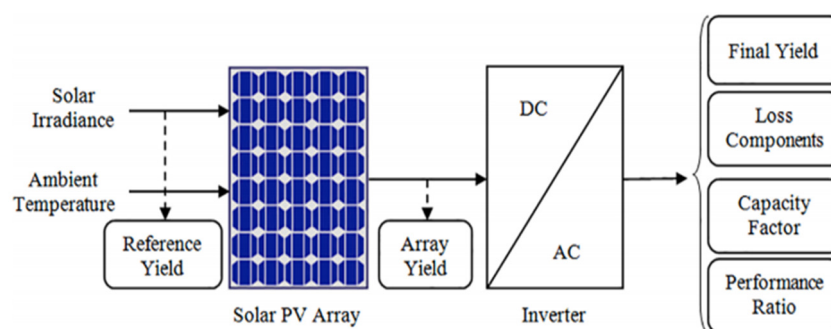 Solar
Irradiance
Ambient
Temperature
Reference
Yield
Solar PV Array
Array
Yield
DC
AC
Inverter
Final Yield
Loss
Components
Capacity
Factor
Performance
Ratio